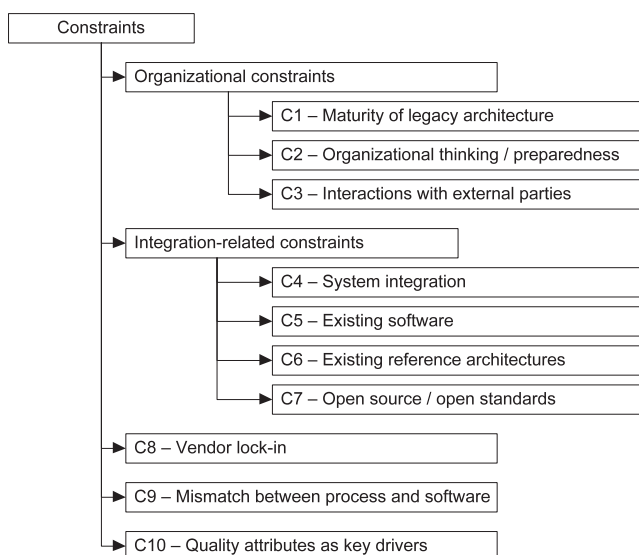 Constraints
Organizational constraints
C1 – Maturity of legacy architecture
C2 – Organizational thinking / preparedness
C3 – Interactions with external parties
Integration-related constraints
C4 – System integration
C5 – Existing software
C6 – Existing reference architectures
C7 – Open source / open standards
C8 – Vendor lock-in
C9 – Mismatch between process and software
C10 – Quality attributes as key drivers